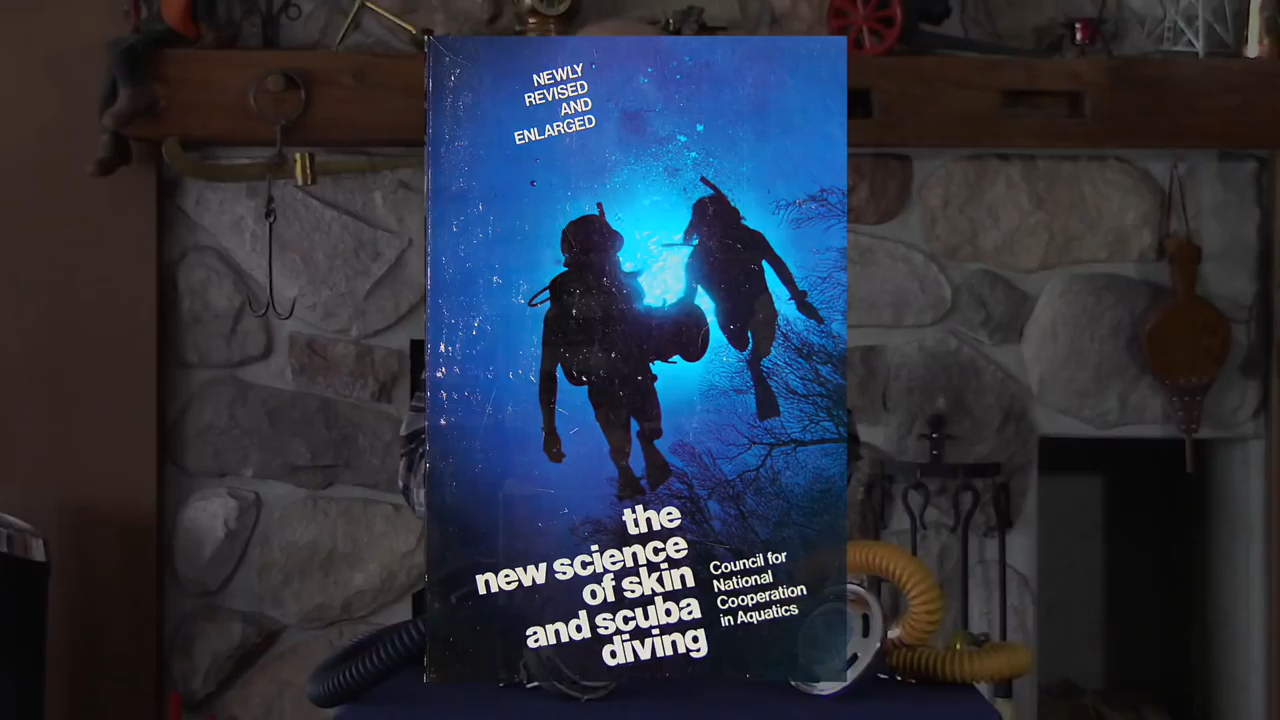 NEWLY
REVISED
AND
ENLARGED
the
new science
of skin
and scuba
diving
Council for
National
Cooperation
in Aquatics